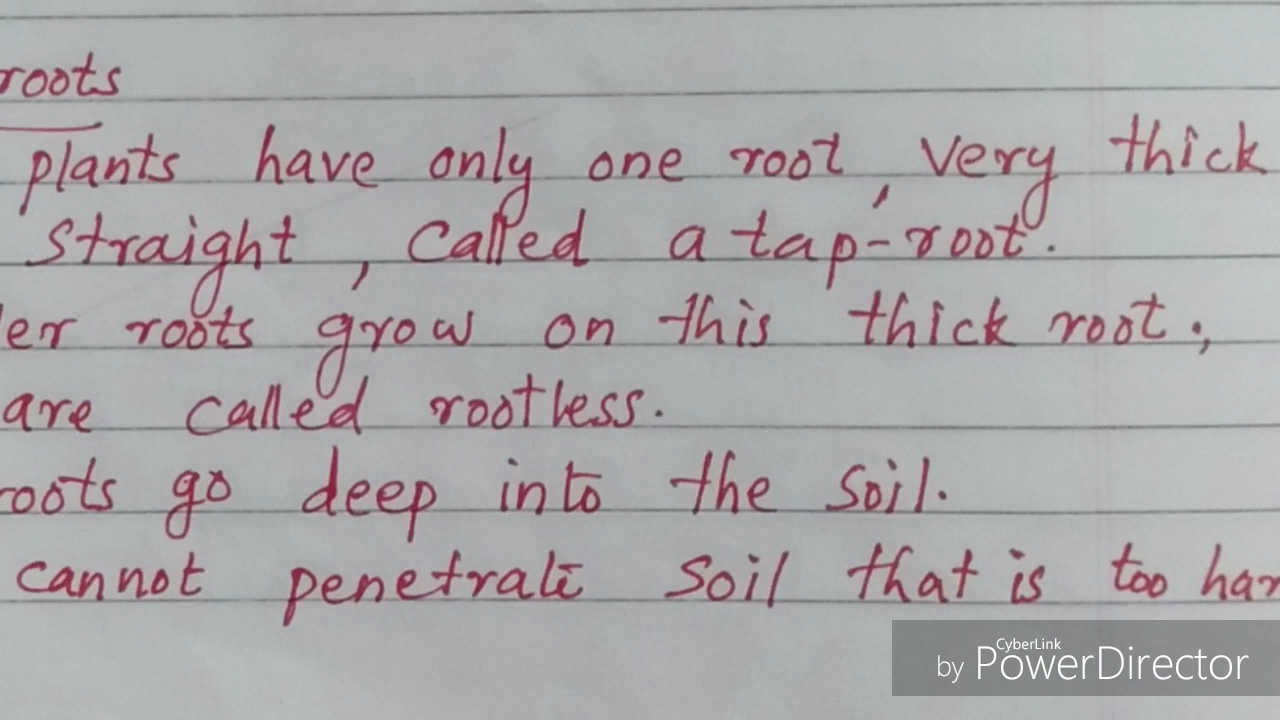 roots
plants have only one root, very thick
straight, called a tap-root.
er roots grow on this thick root;
are called rootless.
roots go deep into the soil.
cannot penetrate soil that is too har
CyberLink
by PowerDirector